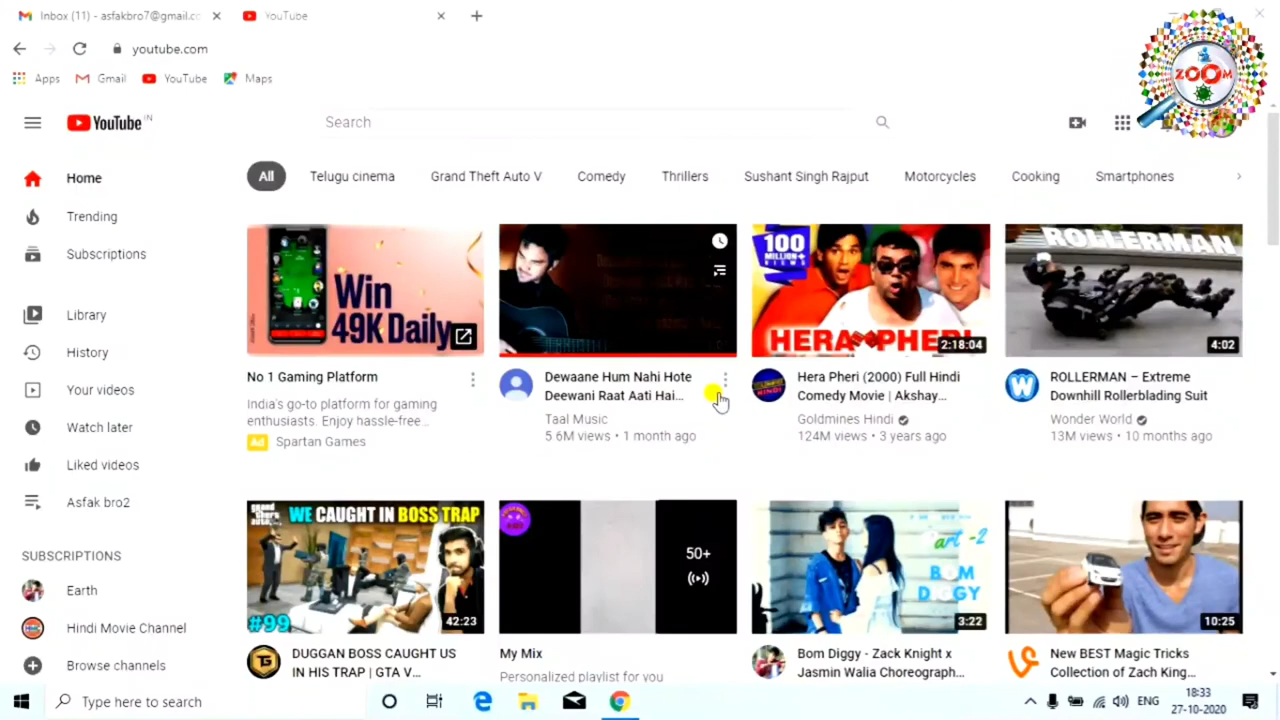 Inbox (11) - asfakbro7@gmail.co
YouTube
youtube.com
Apps
Gmail
YouTube
Maps
ZOOM
YouTube IN
Search
Home
Trending
Subscriptions
Library
History
Your videos
Watch later
Liked videos
Asfak bro2
SUBSCRIPTIONS
Earth
Hindi Movie Channel
Browse channels
All
Telugu cinema
Grand Theft Auto V
Comedy
Thrillers
Sushant Singh Rajput
Motorcycles
Cooking
Smartphones
Win
49K Daily
No 1 Gaming Platform
India's go-to platform for gaming
enthusiasts. Enjoy hassle-free ...
Ad Spartan Games
Dewaane Hum Nahi Hote
Deewani Raat Aati Hai...
Taal Music
5.6M views • 1 month ago
100
MILLION+
VIEWS
HERA PHERI
2:18:04
Hera Pheri (2000) Full Hindi
Comedy Movie | Akshay...
Goldmines Hindi
124M views • 3 years ago
ROLLERMAN
4:02
ROLLERMAN – Extreme
Downhill Rollerblading Suit
Wonder World
13M views • 10 months ago
grand theft auto
WE CAUGHT IN BOSS TRAP
#99
42:23
DUGGAN BOSS CAUGHT US
IN HIS TRAP | GTA V
50+
My Mix
Personalized playlist for you
art -2
BOM
DIGGY
3:22
Bom Diggy - Zack Knight x
Jasmin Walia Choreograph...
10:25
New BEST Magic Tricks
Collection of Zach King...
Type here to search
ENG
18:33
27-10-2020